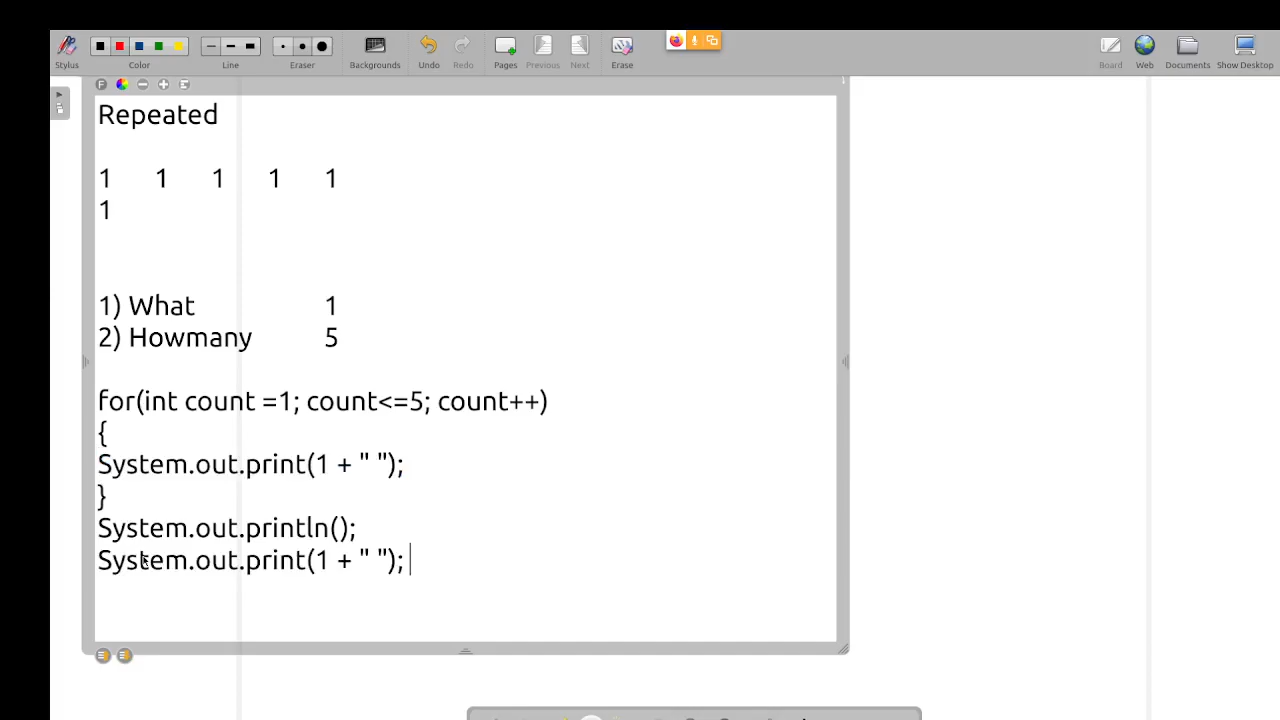 Stylus Color Line Eraser Backgrounds Undo Redo Pages Previous Next Erase Board Web Documents Show Desktop
Repeated
1 1 1 1 1
1
1) What 1
2) Howmany 5
for(int count =1; count<=5; count++)
{
System.out.print(1 + " ");
}
System.out.println();
System.out.print(1 + " ");